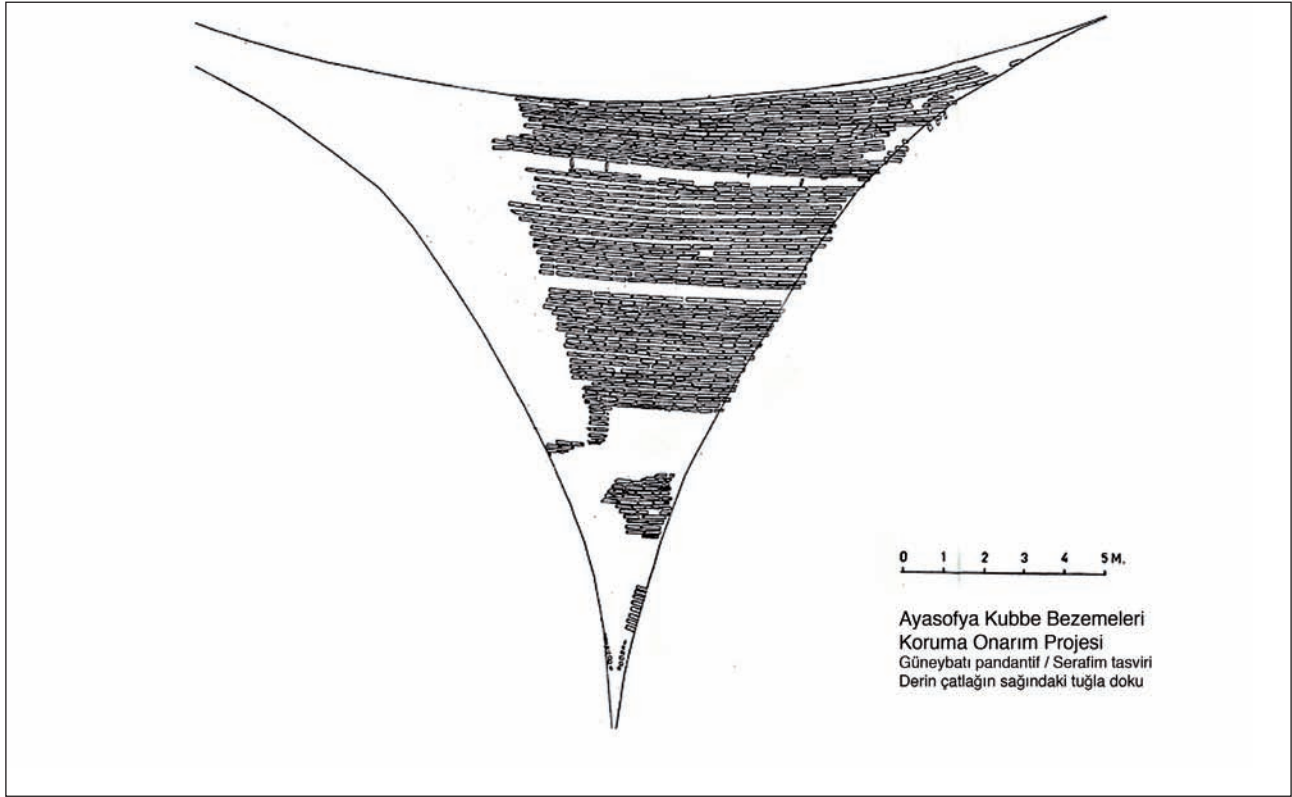 0 1 2 3 4 5 M.
Ayasofya Kubbe Bezemeleri
Koruma Onarım Projesi
Güneybatı pandantif / Serafim tasviri
Derin çatlağın sağındaki tuğla doku